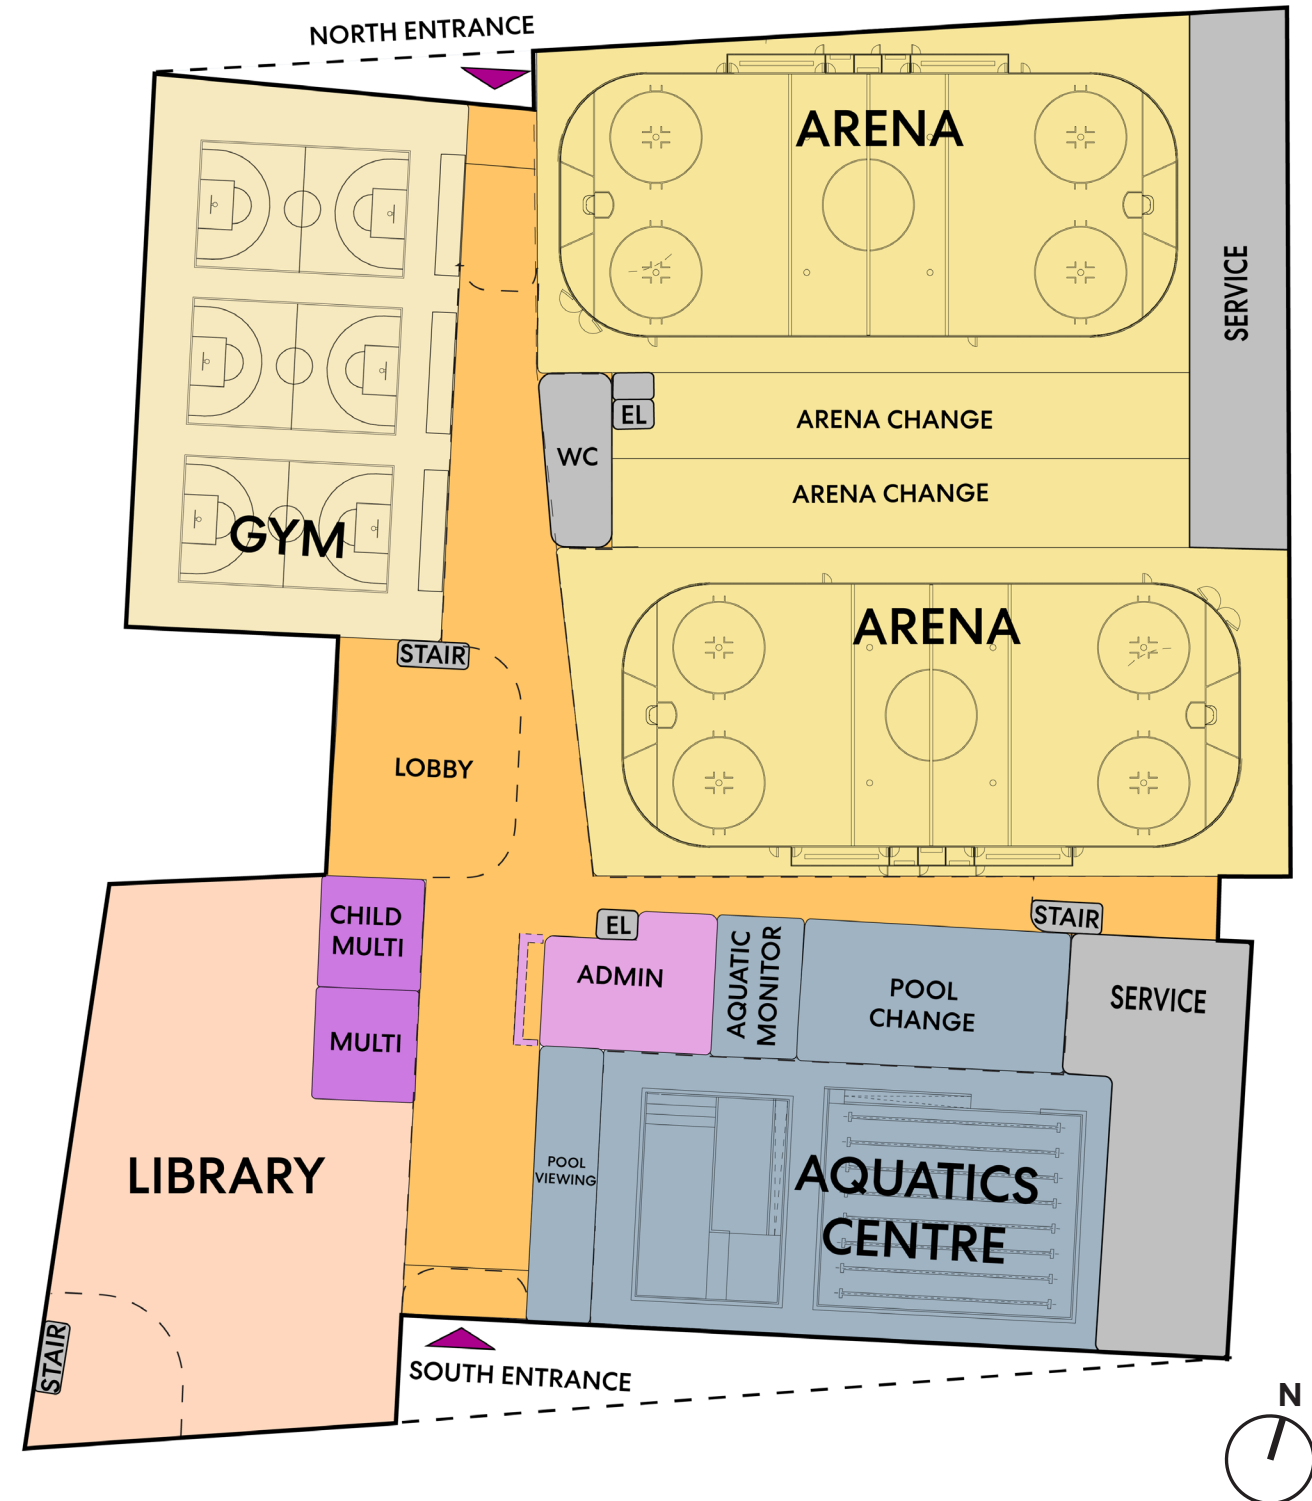 NORTH ENTRANCE
ARENA
SERVICE
ARENA CHANGE
EL
WC
ARENA CHANGE
GYM
ARENA
STAIR
LOBBY
CHILD
MULTI
MULTI
EL
ADMIN
AQUATIC
MONITOR
POOL
CHANGE
STAIR
SERVICE
LIBRARY
POOL
VIEWING
AQUATICS
CENTRE
STAIR
SOUTH ENTRANCE
N